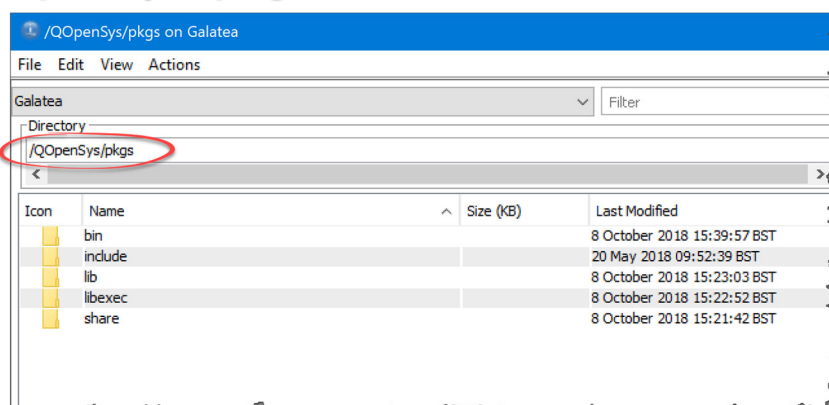 /QOpenSys/pkgs on Galatea
File Edit View Actions
Galatea Filter
Directory
/QOpenSys/pkgs
Icon Name Size (KB) Last Modified
bin 8 October 2018 15:39:57 BST
include 20 May 2018 09:52:39 BST
lib 8 October 2018 15:23:03 BST
libexec 8 October 2018 15:22:52 BST
share 8 October 2018 15:21:42 BST